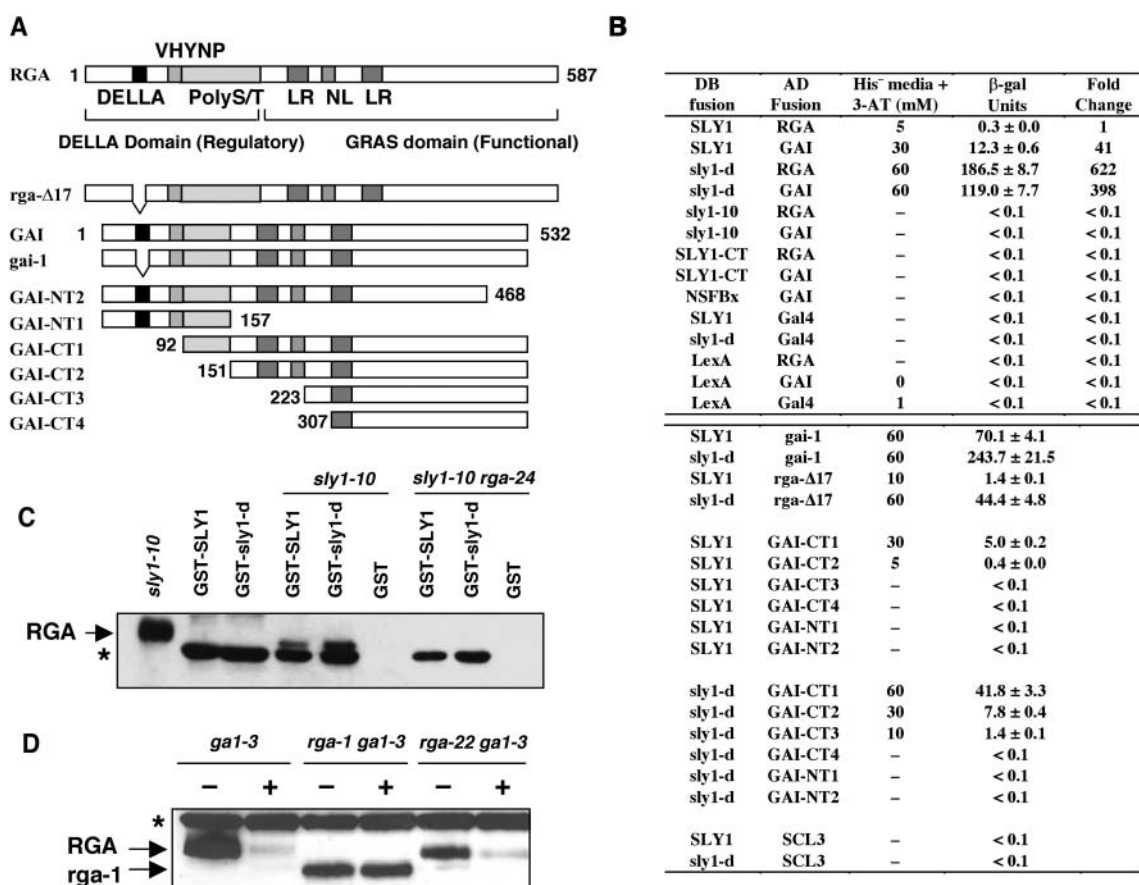 A
VHYNP
RGA 1 587
DELLA PolyS/T LR NL LR
DELLA Domain (Regulatory) GRAS domain (Functional)
rga-Δ17
GAI 1 532
gai-1
GAI-NT2 468
GAI-NT1 157
GAI-CT1 92
GAI-CT2 151
GAI-CT3 223
GAI-CT4 307
B
DB fusion AD Fusion His⁻ media + 3-AT (mM) β-gal Units Fold Change
SLY1 RGA 5 0.3 ± 0.0 1
SLY1 GAI 30 12.3 ± 0.6 41
sly1-d RGA 60 186.5 ± 8.7 622
sly1-d GAI 60 119.0 ± 7.7 398
sly1-10 RGA – < 0.1 < 0.1
sly1-10 GAI – < 0.1 < 0.1
SLY1-CT RGA – < 0.1 < 0.1
SLY1-CT GAI – < 0.1 < 0.1
NSFBx GAI – < 0.1 < 0.1
SLY1 Gal4 – < 0.1 < 0.1
sly1-d Gal4 – < 0.1 < 0.1
LexA RGA – < 0.1 < 0.1
LexA GAI 0 < 0.1 < 0.1
LexA Gal4 1 < 0.1 < 0.1
SLY1 gai-1 60 70.1 ± 4.1
sly1-d gai-1 60 243.7 ± 21.5
SLY1 rga-Δ17 10 1.4 ± 0.1
sly1-d rga-Δ17 60 44.4 ± 4.8
SLY1 GAI-CT1 30 5.0 ± 0.2
SLY1 GAI-CT2 5 0.4 ± 0.0
SLY1 GAI-CT3 – < 0.1
SLY1 GAI-CT4 – < 0.1
SLY1 GAI-NT1 – < 0.1
SLY1 GAI-NT2 – < 0.1
sly1-d GAI-CT1 60 41.8 ± 3.3
sly1-d GAI-CT2 30 7.8 ± 0.4
sly1-d GAI-CT3 10 1.4 ± 0.1
sly1-d GAI-CT4 – < 0.1
sly1-d GAI-NT1 – < 0.1
sly1-d GAI-NT2 – < 0.1
SLY1 SCL3 – < 0.1
sly1-d SCL3 – < 0.1
C
sly1-10 sly1-10 rga-24
sly1-10 GST-SLY1 GST-sly1-d GST-SLY1 GST-sly1-d GST GST-SLY1 GST-sly1-d GST
RGA
*
D
ga1-3 rga-1 ga1-3 rga-22 ga1-3
– + – + – +
*
RGA
rga-1